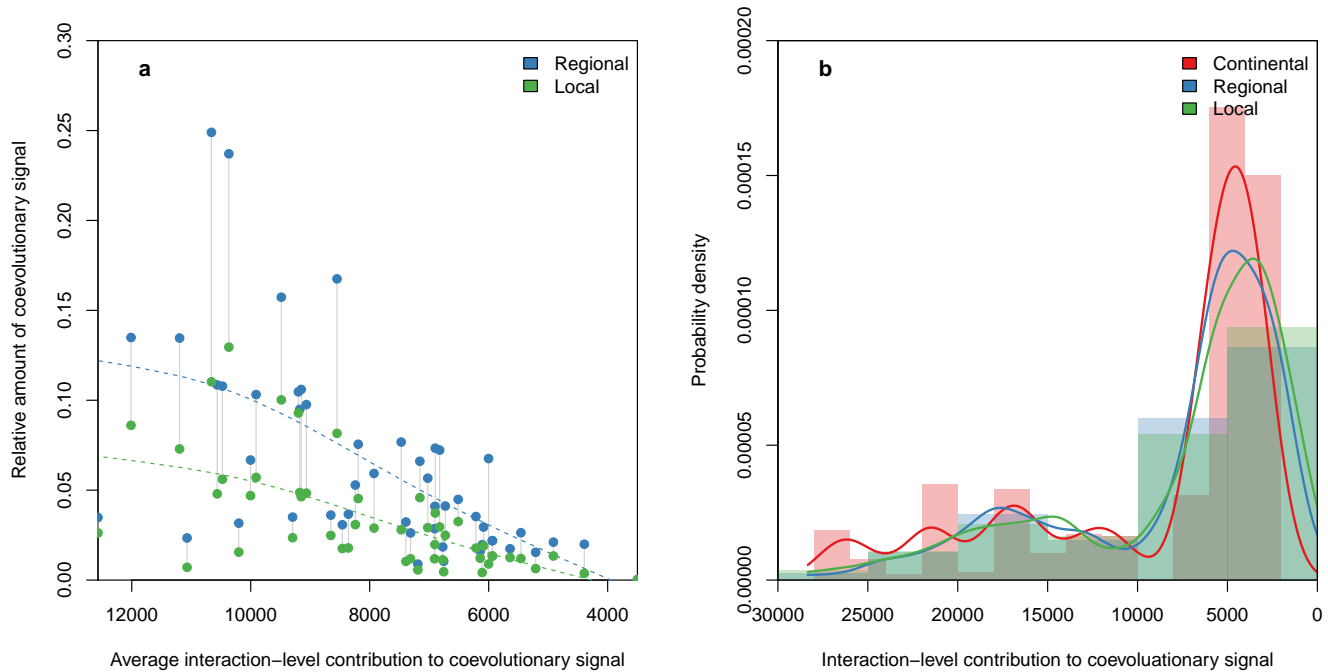 a
Regional
Local
0.30
0.25
0.20
0.15
0.10
0.05
0.00
Relative amount of coevolutionary signal
12000 10000 8000 6000 4000
Average interaction−level contribution to coevolutionary signal
b
Continental
Regional
Local
0.00020
0.00015
0.00010
0.00005
0.00000
Probability density
30000 25000 20000 15000 10000 5000 0
Interaction−level contribution to coevoluationary signal